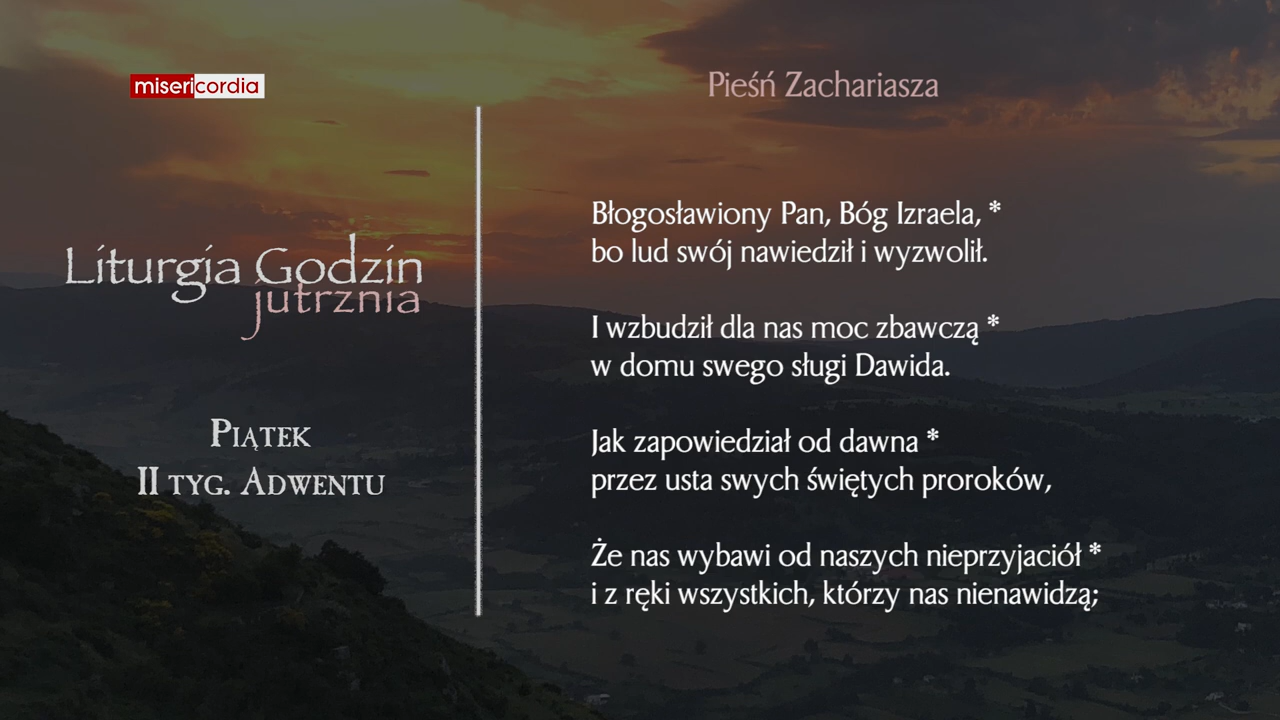 misericordia
Liturgia Godzin
jutrznia
Piątek
II tyg. Adwentu
Pieśń Zachariasza
Błogosławiony Pan, Bóg Izraela, *
bo lud swój nawiedził i wyzwolił.
I wzbudził dla nas moc zbawczą *
w domu swego sługi Dawida.
Jak zapowiedział od dawna *
przez usta swych świętych proroków,
Że nas wybawi od naszych nieprzyjaciół *
i z ręki wszystkich, którzy nas nienawidzą;